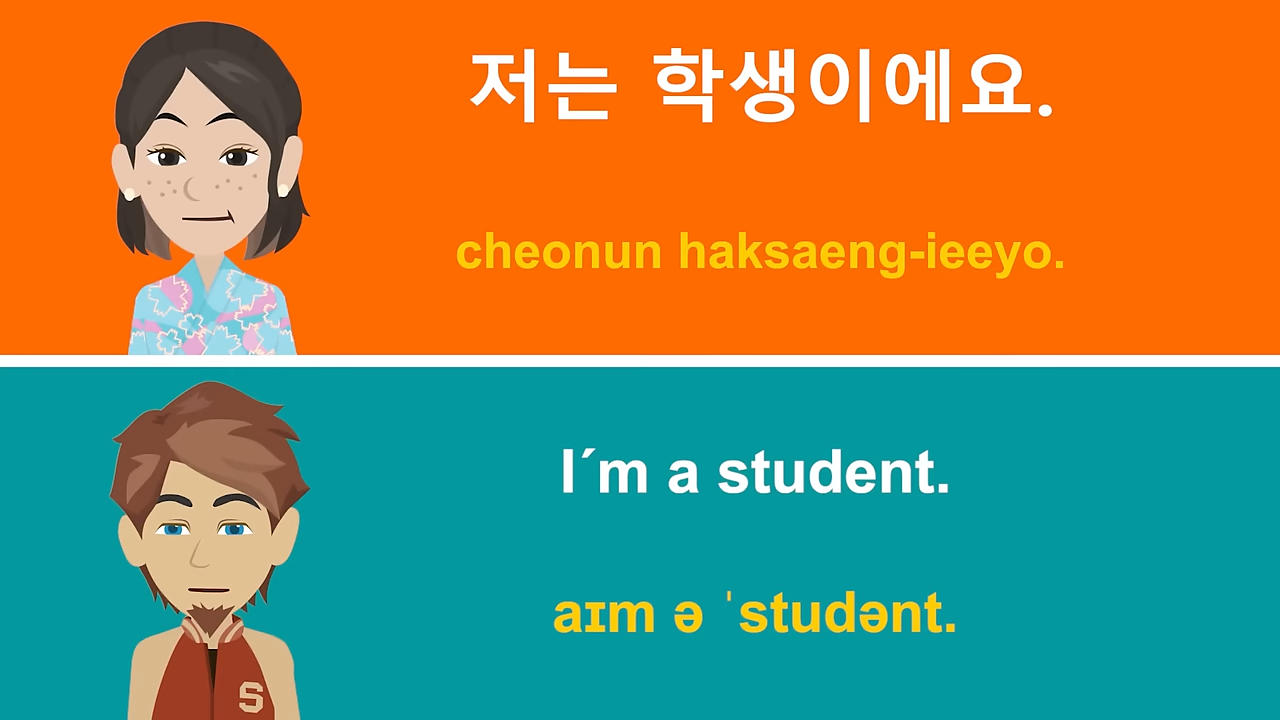 저는 학생이에요.
cheonun haksaeng-ieeyo.
I´m a student.
aɪm ə ˈstudənt.
S